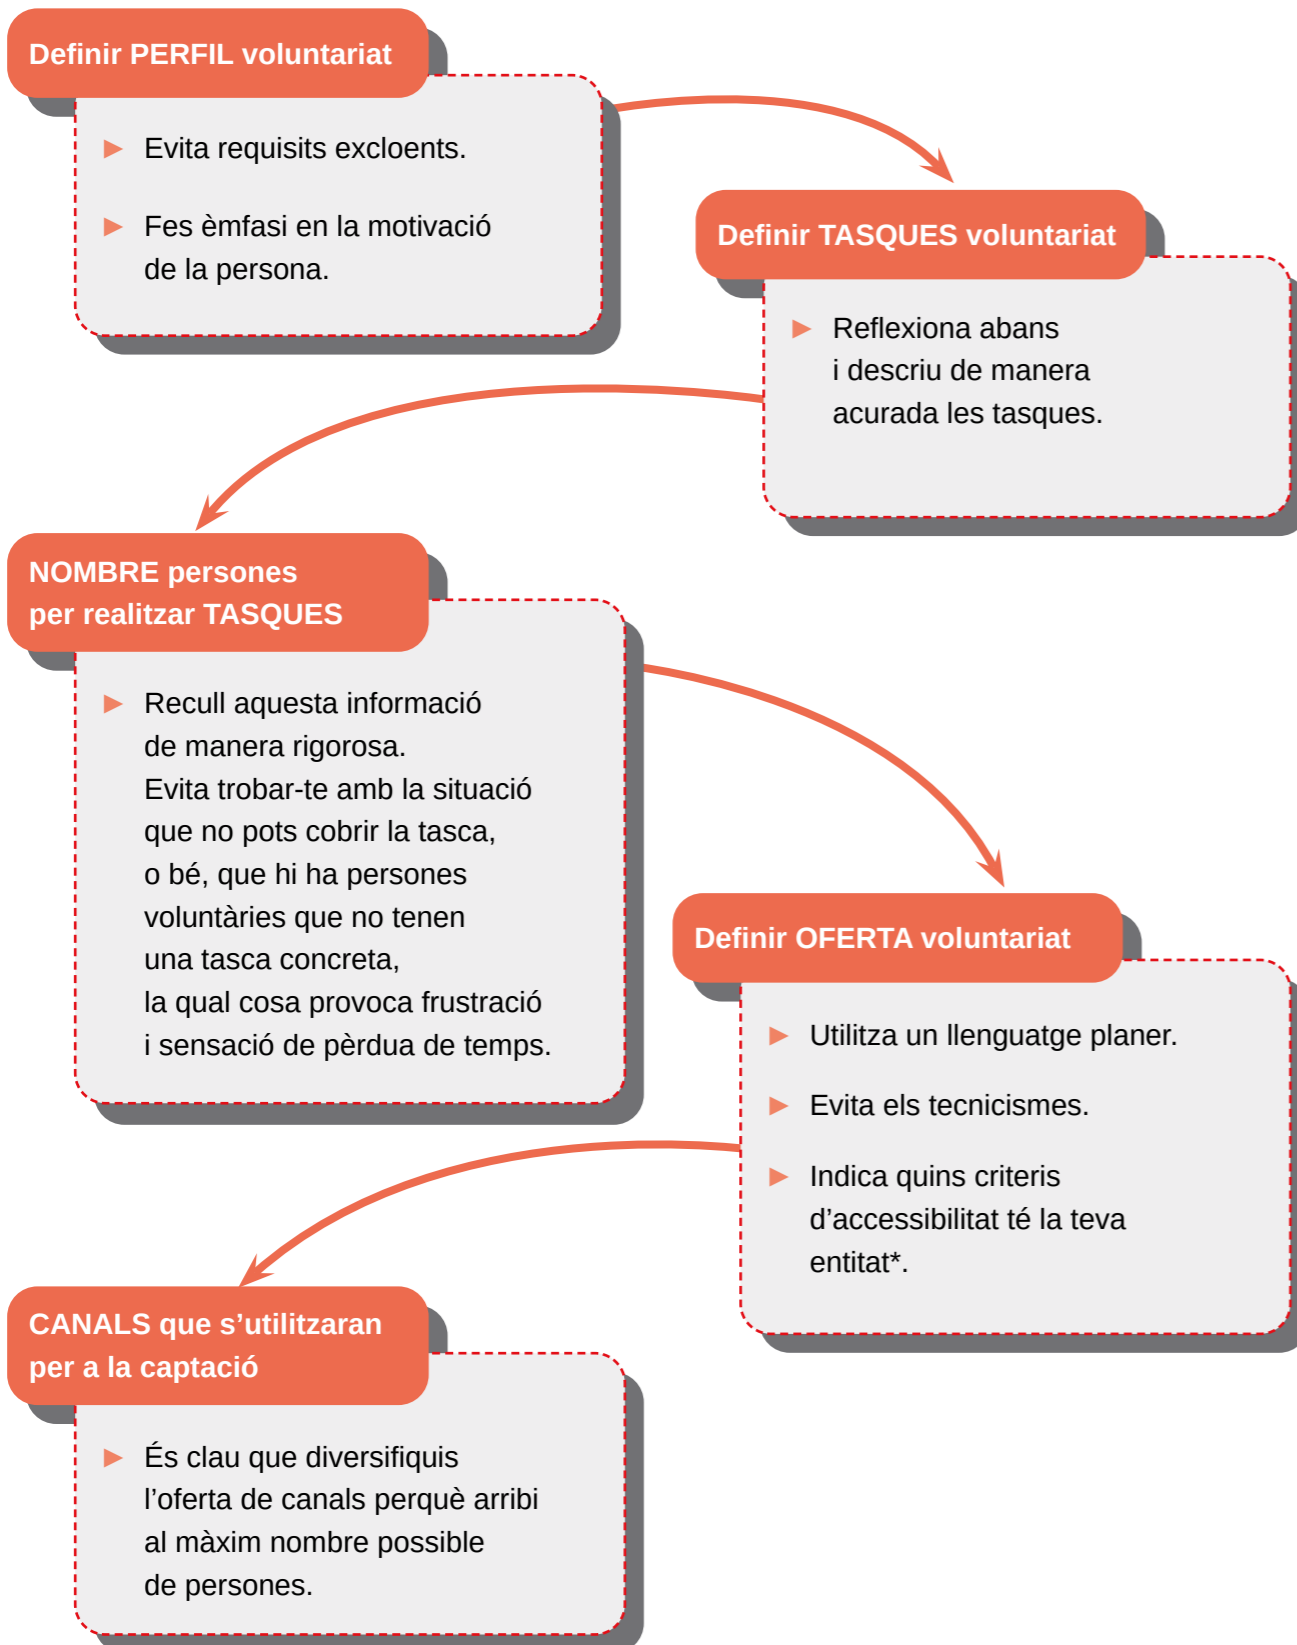 Definir PERFIL voluntariat
► Evita requisits excloents.
► Fes èmfasi en la motivació
de la persona.
Definir TASQUES voluntariat
► Reflexiona abans
i descriu de manera
acurada les tasques.
NOMBRE persones
per realitzar TASQUES
► Recull aquesta informació
de manera rigorosa.
Evita trobar-te amb la situació
que no pots cobrir la tasca,
o bé, que hi ha persones
voluntàries que no tenen
una tasca concreta,
la qual cosa provoca frustració
i sensació de pèrdua de temps.
Definir OFERTA voluntariat
► Utilitza un llenguatge planer.
► Evita els tecnicismes.
► Indica quins criteris
d’accessibilitat té la teva
entitat*.
CANALS que s’utilitzaran
per a la captació
► És clau que diversifiquis
l’oferta de canals perquè arribi
al màxim nombre possible
de persones.